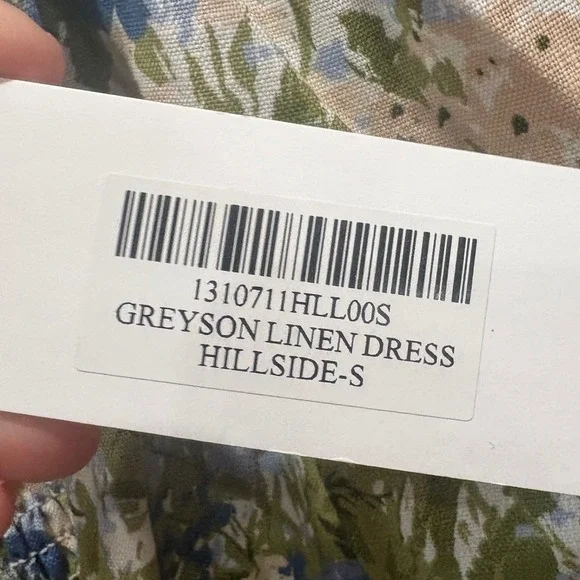 1310711HLL00S
GREYSON LINEN DRESS
HILLSIDE-S